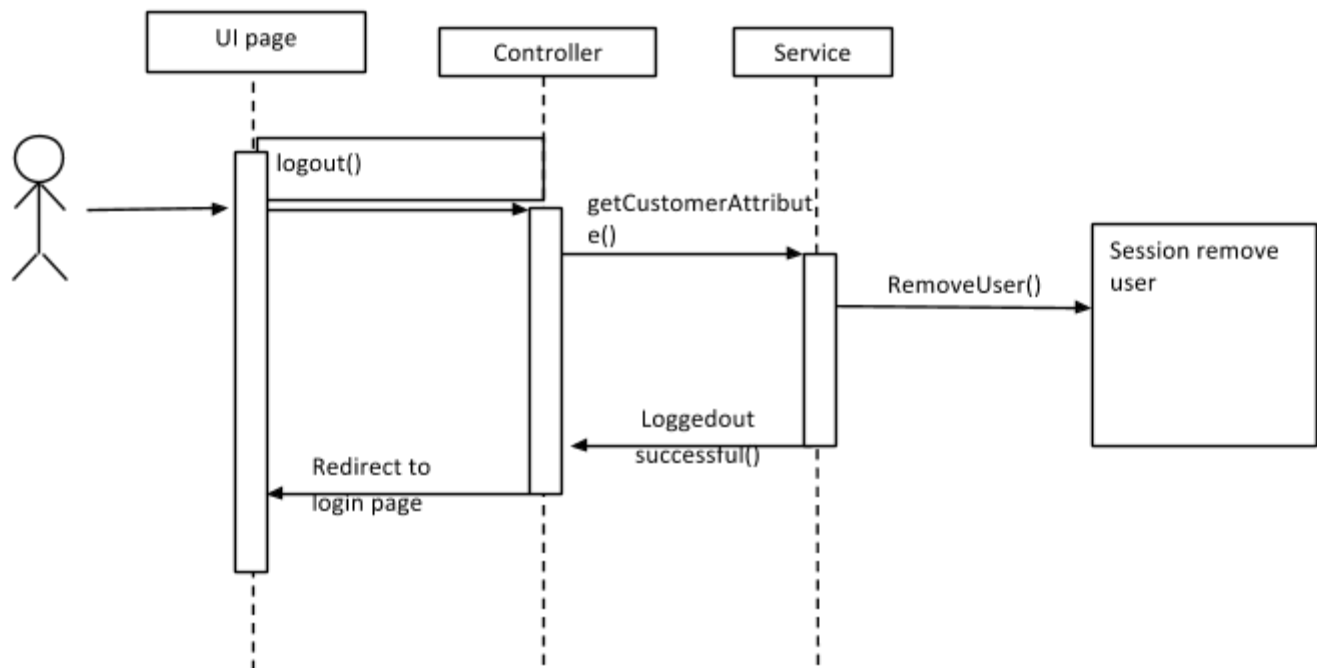 UI page
Controller
Service
logout()
getCustomerAttribut
e()
Session remove
user
RemoveUser()
Loggedout
successful()
Redirect to
login page